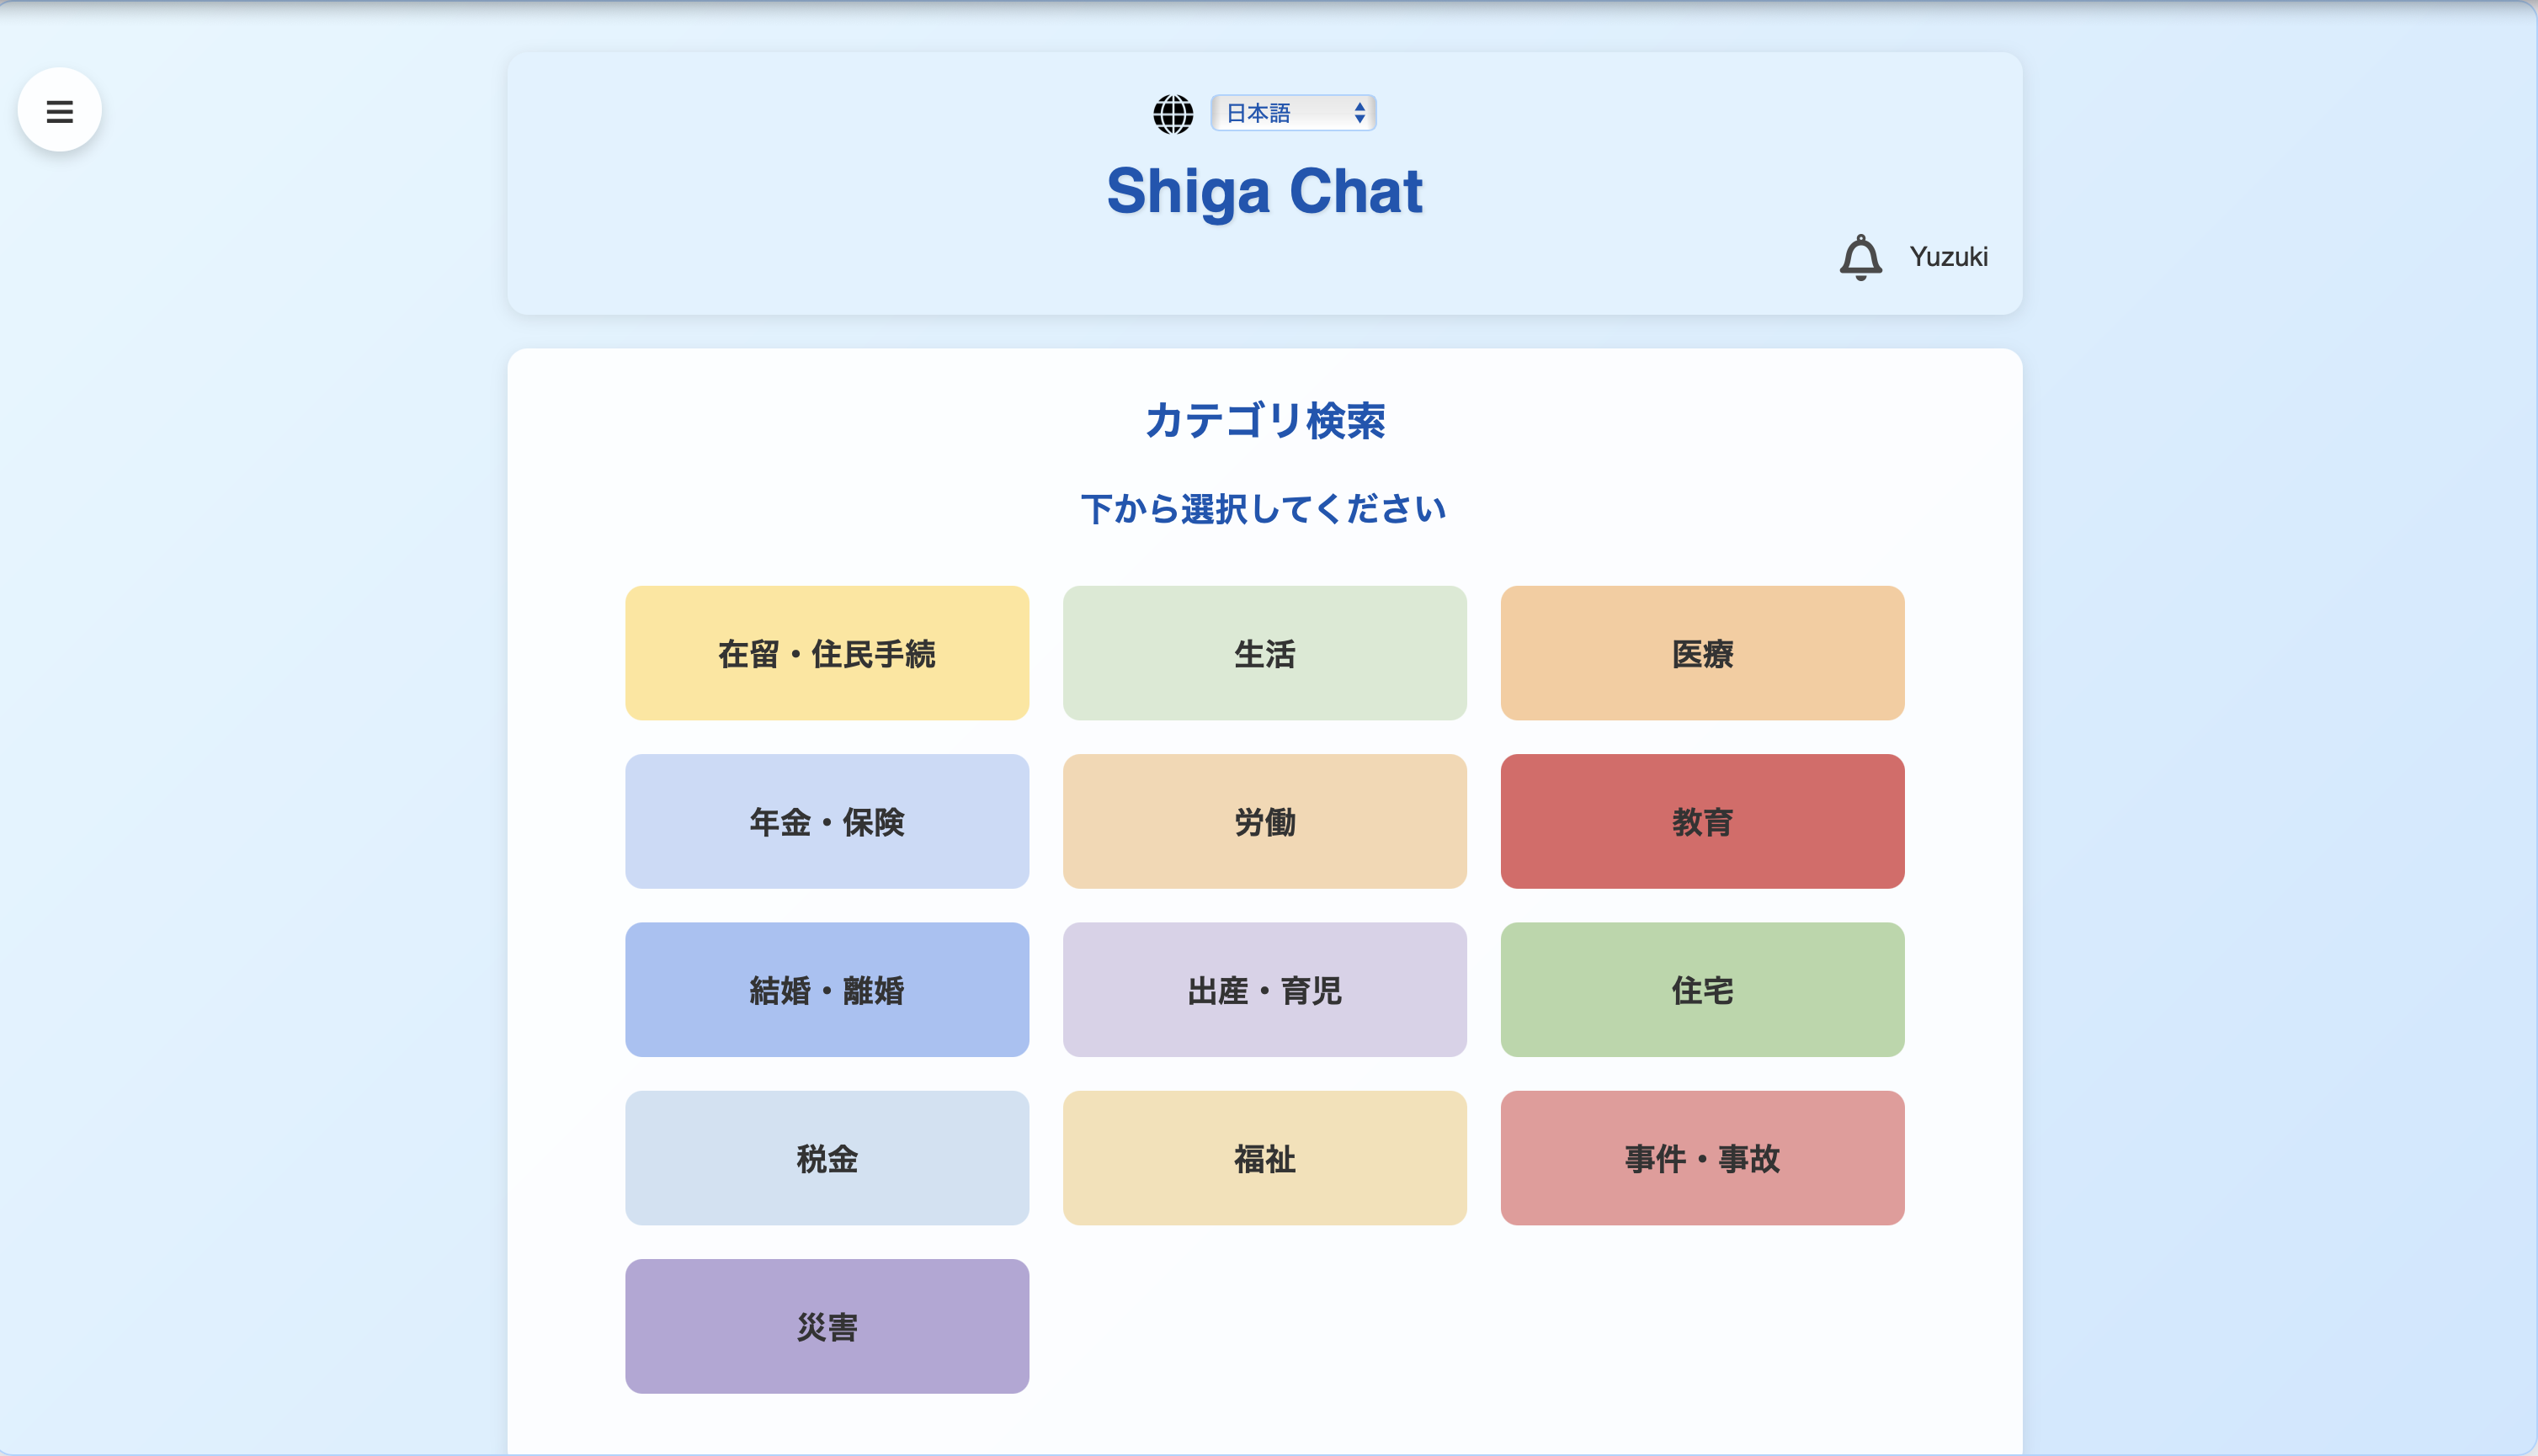 日本語
Shiga Chat
Yuzuki
カテゴリ検索
下から選択してください
在留・住民手続
生活
医療
年金・保険
労働
教育
結婚・離婚
出産・育児
住宅
税金
福祉
事件・事故
災害